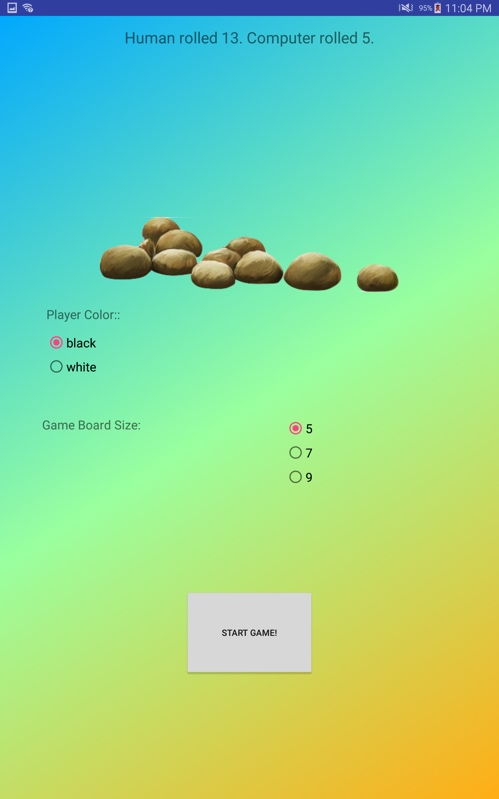 95% 11:04 PM
Human rolled 13. Computer rolled 5.
Player Color::
black
white
Game Board Size:
5
7
9
START GAME!